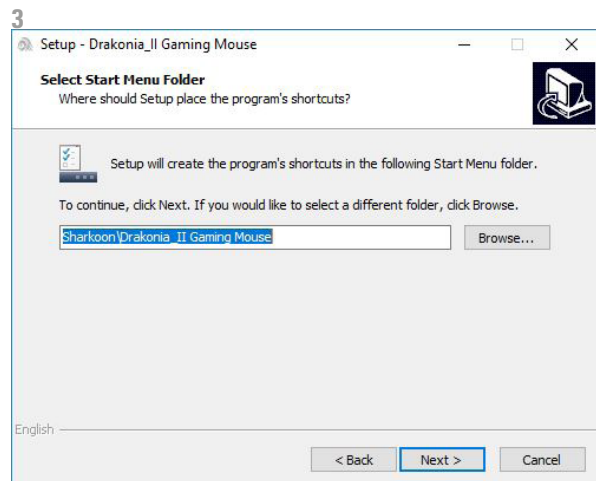 3
Setup - Drakonia_II Gaming Mouse
Select Start Menu Folder
Where should Setup place the program's shortcuts?
Setup will create the program's shortcuts in the following Start Menu folder.
To continue, click Next. If you would like to select a different folder, click Browse.
Sharkoon\Drakonia_II Gaming Mouse
Browse...
English
< Back
Next >
Cancel